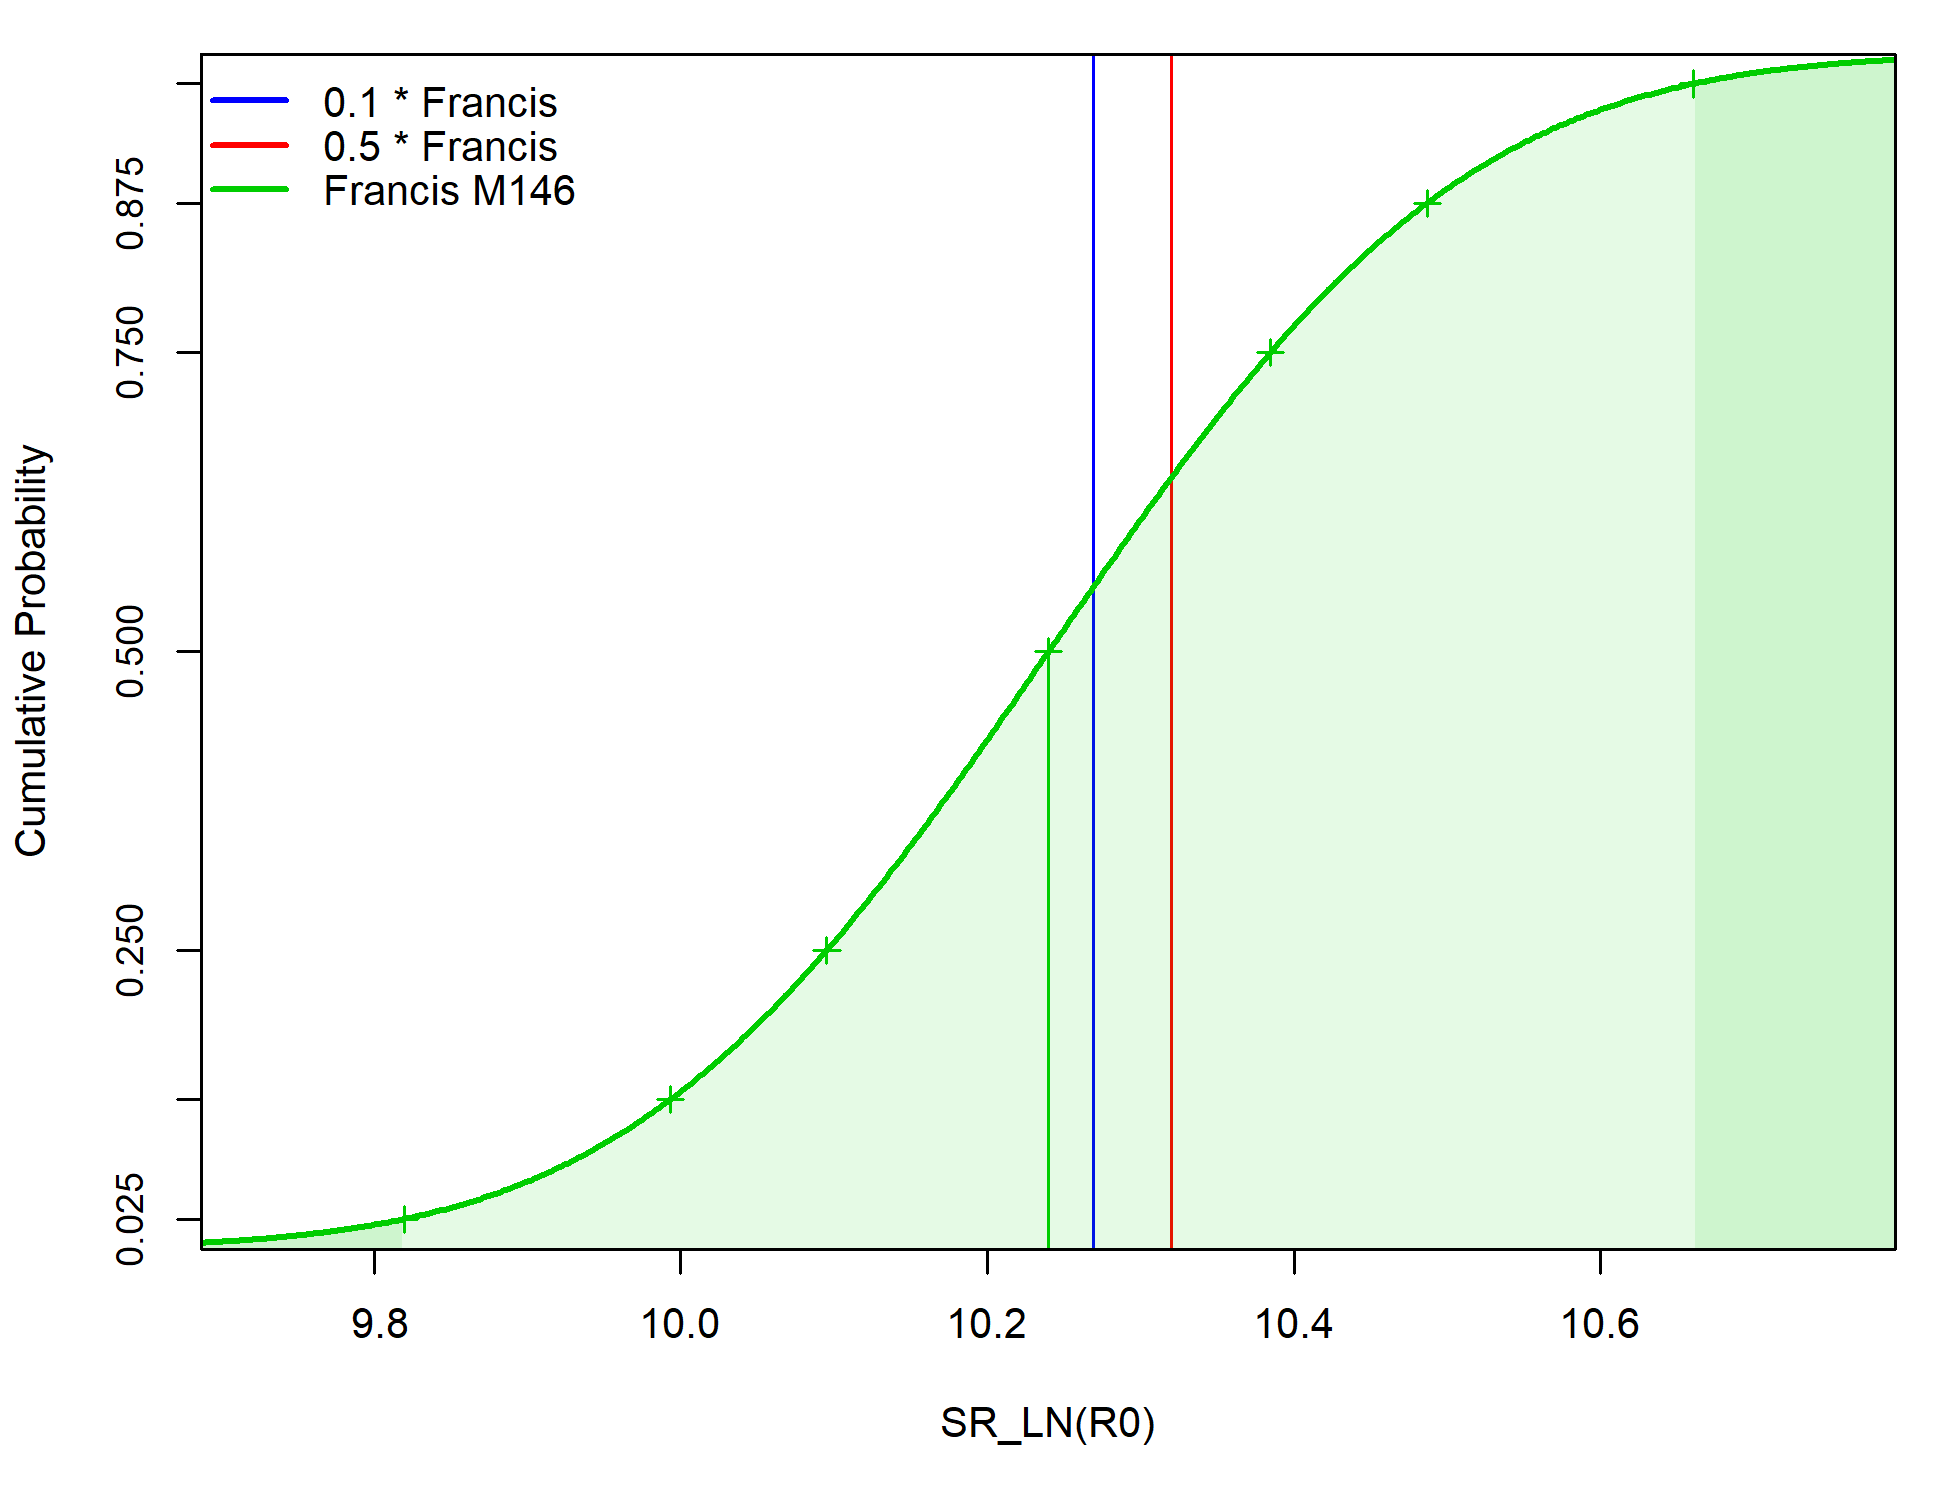 0.1 * Francis
0.5 * Francis
Francis M146
Cumulative Probability
0.875
0.750
0.500
0.250
0.025
9.8 10.0 10.2 10.4 10.6
SR_LN(R0)